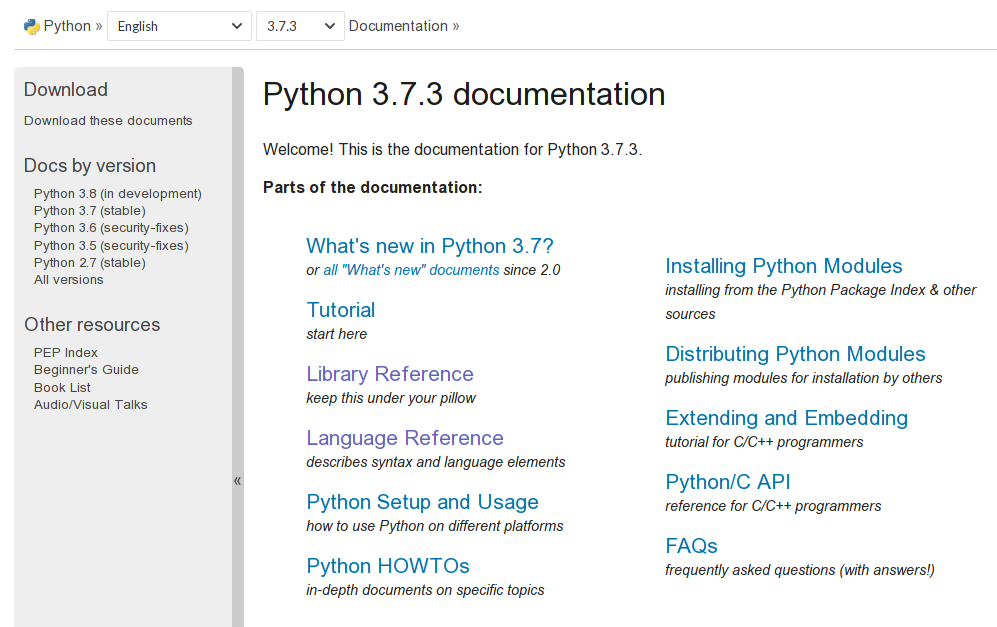 Python » English 3.7.3 Documentation »
Download
Download these documents
Docs by version
Python 3.8 (in development)
Python 3.7 (stable)
Python 3.6 (security-fixes)
Python 3.5 (security-fixes)
Python 2.7 (stable)
All versions
Other resources
PEP Index
Beginner's Guide
Book List
Audio/Visual Talks
«
Python 3.7.3 documentation
Welcome! This is the documentation for Python 3.7.3.
Parts of the documentation:
What's new in Python 3.7?
or all "What's new" documents since 2.0
Tutorial
start here
Library Reference
keep this under your pillow
Language Reference
describes syntax and language elements
Python Setup and Usage
how to use Python on different platforms
Python HOWTOs
in-depth documents on specific topics
Installing Python Modules
installing from the Python Package Index & other
sources
Distributing Python Modules
publishing modules for installation by others
Extending and Embedding
tutorial for C/C++ programmers
Python/C API
reference for C/C++ programmers
FAQs
frequently asked questions (with answers!)